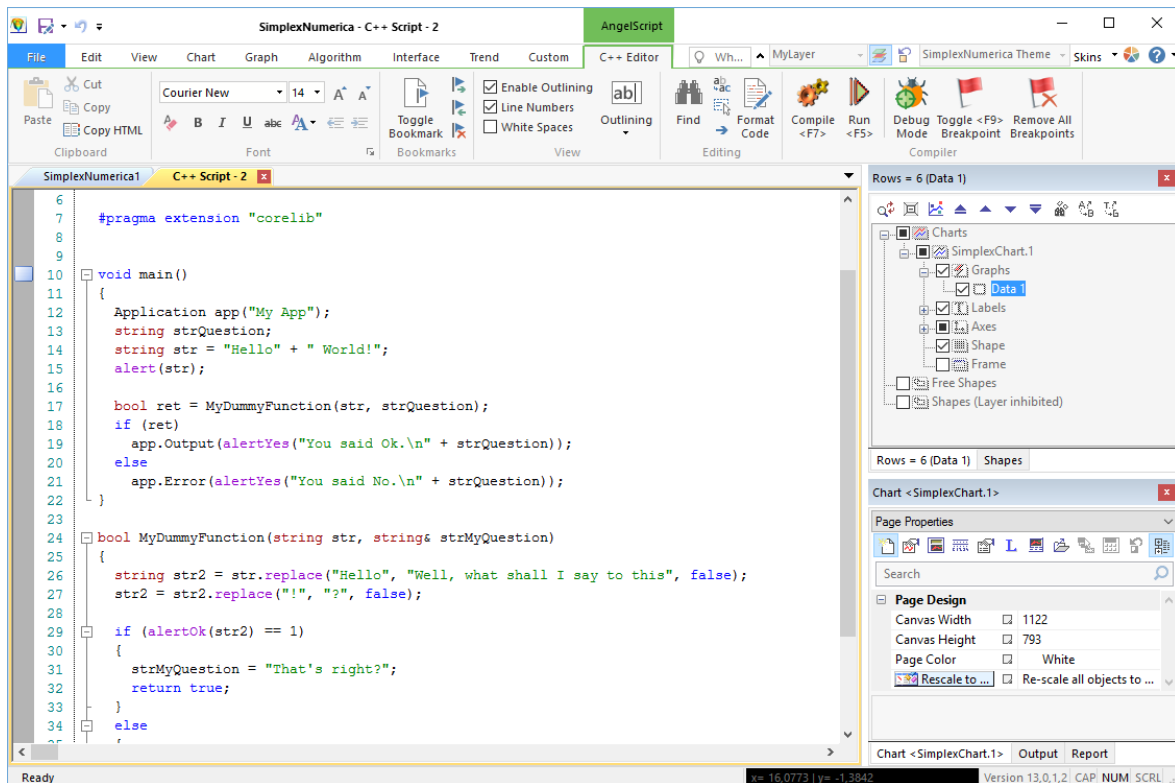 SimplexNumerica - C++ Script - 2
AngelScript
File Edit View Chart Graph Algorithm Interface Trend Custom C++ Editor Wh... MyLayer SimplexNumerica Theme Skins
Paste
Cut
Copy
Copy HTML
Clipboard
Courier New 14
B I U abc A
Font
Toggle
Bookmark
Bookmarks
Enable Outlining
Line Numbers
White Spaces
Outlining
View
Find
Format
Code
Editing
Compile
<F7>
Run
<F5>
Debug
Mode
Toggle <F9>
Breakpoint
Remove All
Breakpoints
Compiler
SimplexNumerica1 C++ Script - 2
6
7 #pragma extension "corelib"
8
9
10 void main()
11 {
12 Application app("My App");
13 string strQuestion;
14 string str = "Hello" + " World!";
15 alert(str);
16
17 bool ret = MyDummyFunction(str, strQuestion);
18 if (ret)
19 app.Output(alertYes("You said Ok.\n" + strQuestion));
20 else
21 app.Error(alertYes("You said No.\n" + strQuestion));
22 }
23
24 bool MyDummyFunction(string str, string& strMyQuestion)
25 {
26 string str2 = str.replace("Hello", "Well, what shall I say to this", false);
27 str2 = str2.replace("!", "?", false);
28
29 if (alertOk(str2) == 1)
30 {
31 strMyQuestion = "That's right?";
32 return true;
33 }
34 else
Rows = 6 (Data 1)
Charts
SimplexChart.1
Graphs
Data 1
Labels
Axes
Shape
Frame
Free Shapes
Shapes (Layer inhibited)
Rows = 6 (Data 1) Shapes
Chart <SimplexChart.1>
Page Properties
Search
Page Design
Canvas Width 1122
Canvas Height 793
Page Color White
Rescale to ... Re-scale all objects to ...
Chart <SimplexChart.1> Output Report
Ready x= 16,0773 | y= -1,3842 Version 13,0,1,2 CAP NUM SCRL